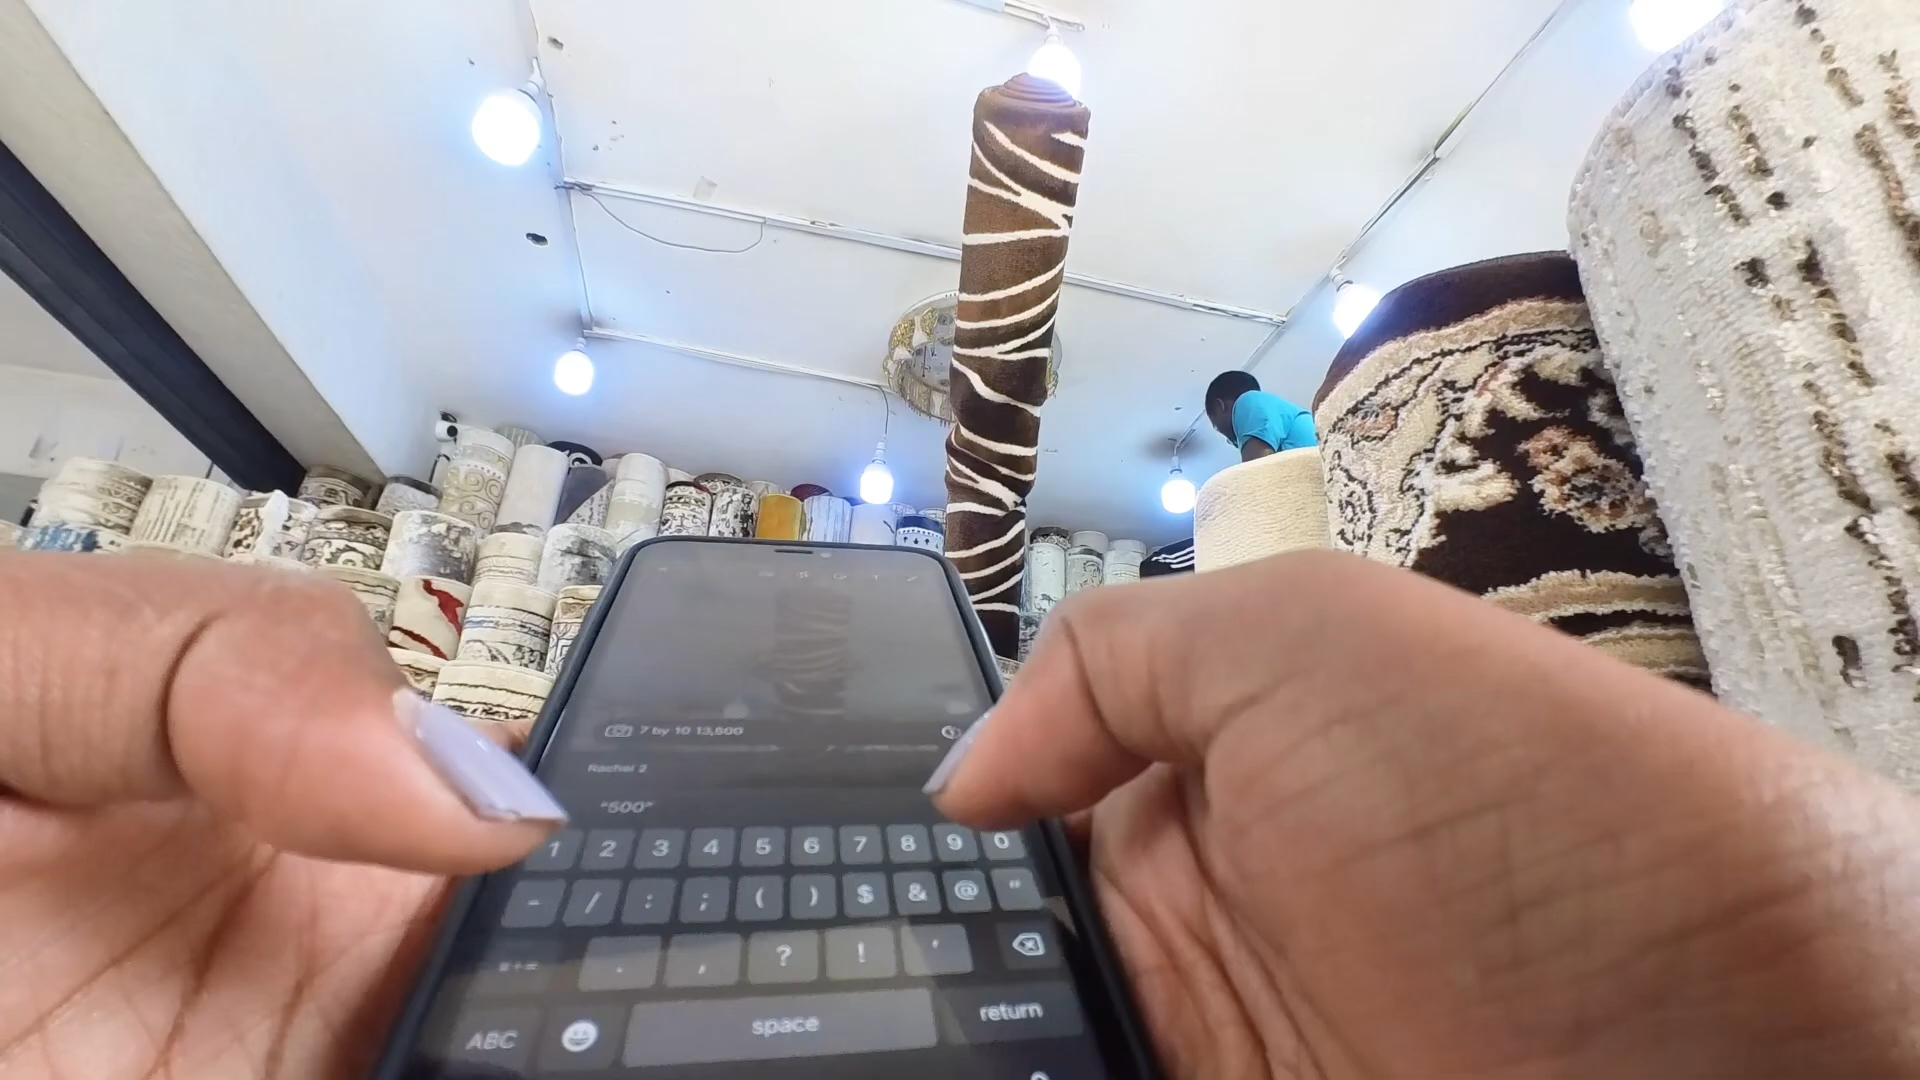 7 by 10 13,500
Rachel 2
"500"
1 2 3 4 5 6 7 8 9 0
- / : ; ( ) $ & @ "
#+= . , ? ! '
ABC space return